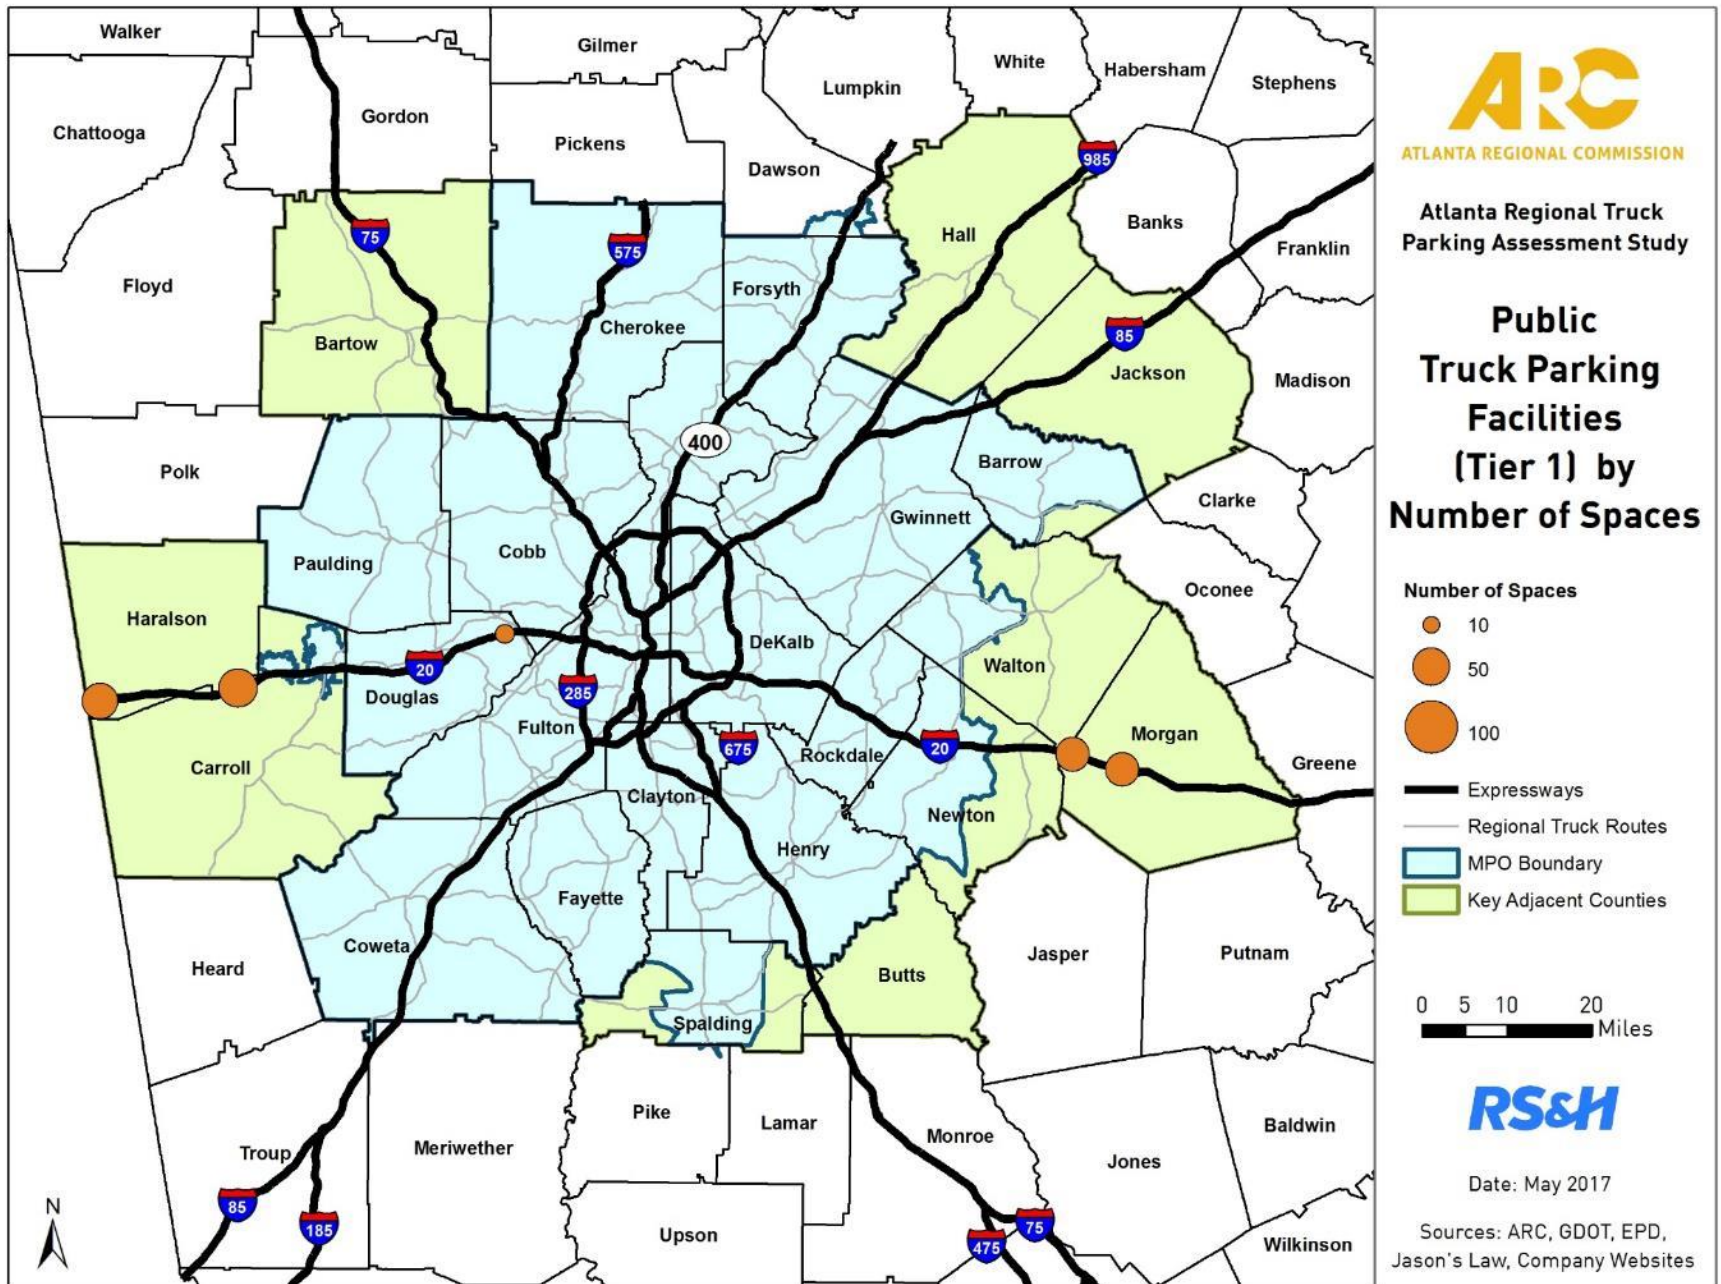 Walker
Gilmer
White
Habersham
Stephens
Lumpkin
Chattooga
Gordon
Pickens
Dawson
985
Banks
75
575
Hall
Franklin
Floyd
Forsyth
Cherokee
Bartow
85
Jackson
Madison
400
Polk
Barrow
Clarke
Gwinnett
Cobb
Paulding
Oconee
Haralson
DeKalb
Walton
20
Douglas
285
Fulton
675
20
Morgan
Rockdale
Greene
Carroll
Clayton
Newton
Henry
Fayette
Coweta
Heard
Butts
Jasper
Putnam
Spalding
Pike
Lamar
Baldwin
Monroe
Meriwether
Troup
Jones
85
185
75
475
Upson
Wilkinson
N
ARC
ATLANTA REGIONAL COMMISSION
Atlanta Regional Truck
Parking Assessment Study
Public
Truck Parking
Facilities
(Tier 1) by
Number of Spaces
Number of Spaces
10
50
100
Expressways
Regional Truck Routes
MPO Boundary
Key Adjacent Counties
0 5 10 20
Miles
RS&H
Date: May 2017
Sources: ARC, GDOT, EPD,
Jason's Law, Company Websites